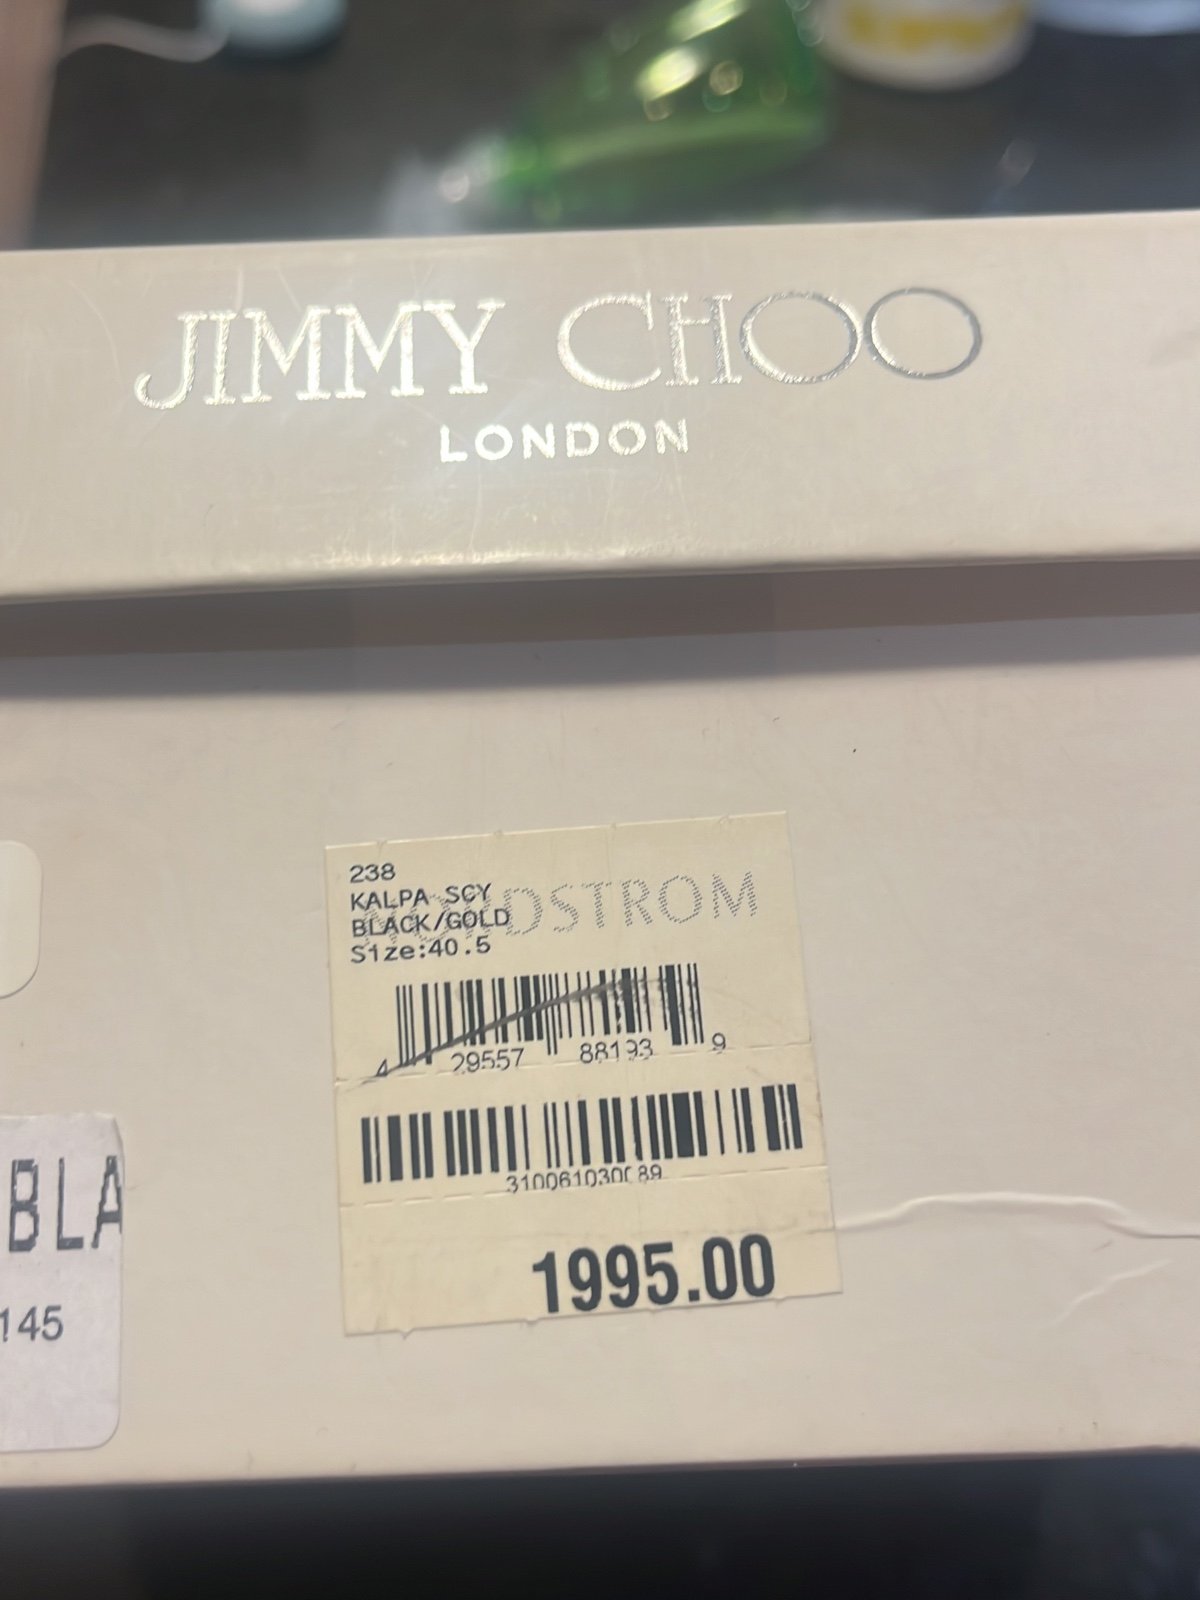 JIMMY CHOO
LONDON
238
KALPA SCY
NORDSTROM
BLACK/GOLD
Size:40.5
4 29557 88193 9
1995.00
BLA
145